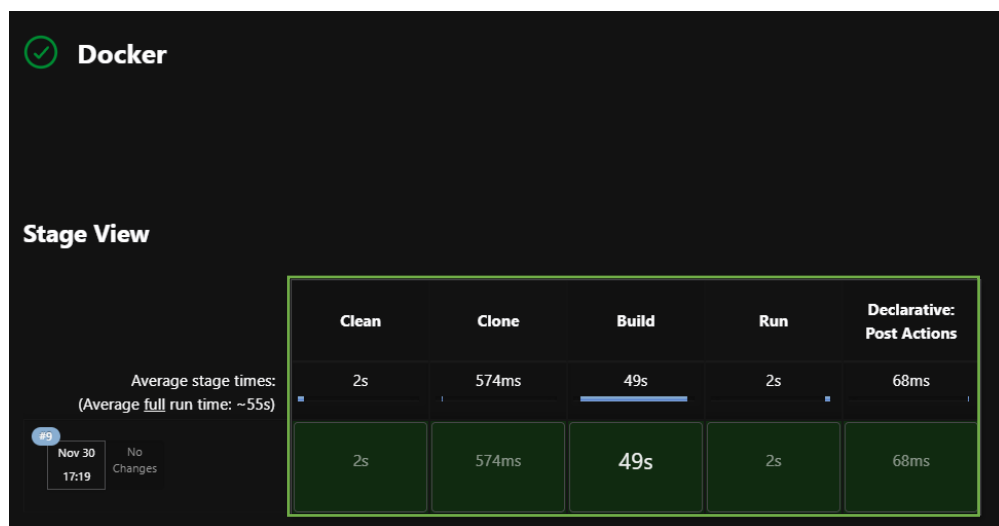 Docker
Stage View
Clean Clone Build Run Declarative:
Post Actions
Average stage times: 2s 574ms 49s 2s 68ms
(Average full run time: ~55s)
#9
Nov 30 No
Changes
17:19
2s 574ms 49s 2s 68ms